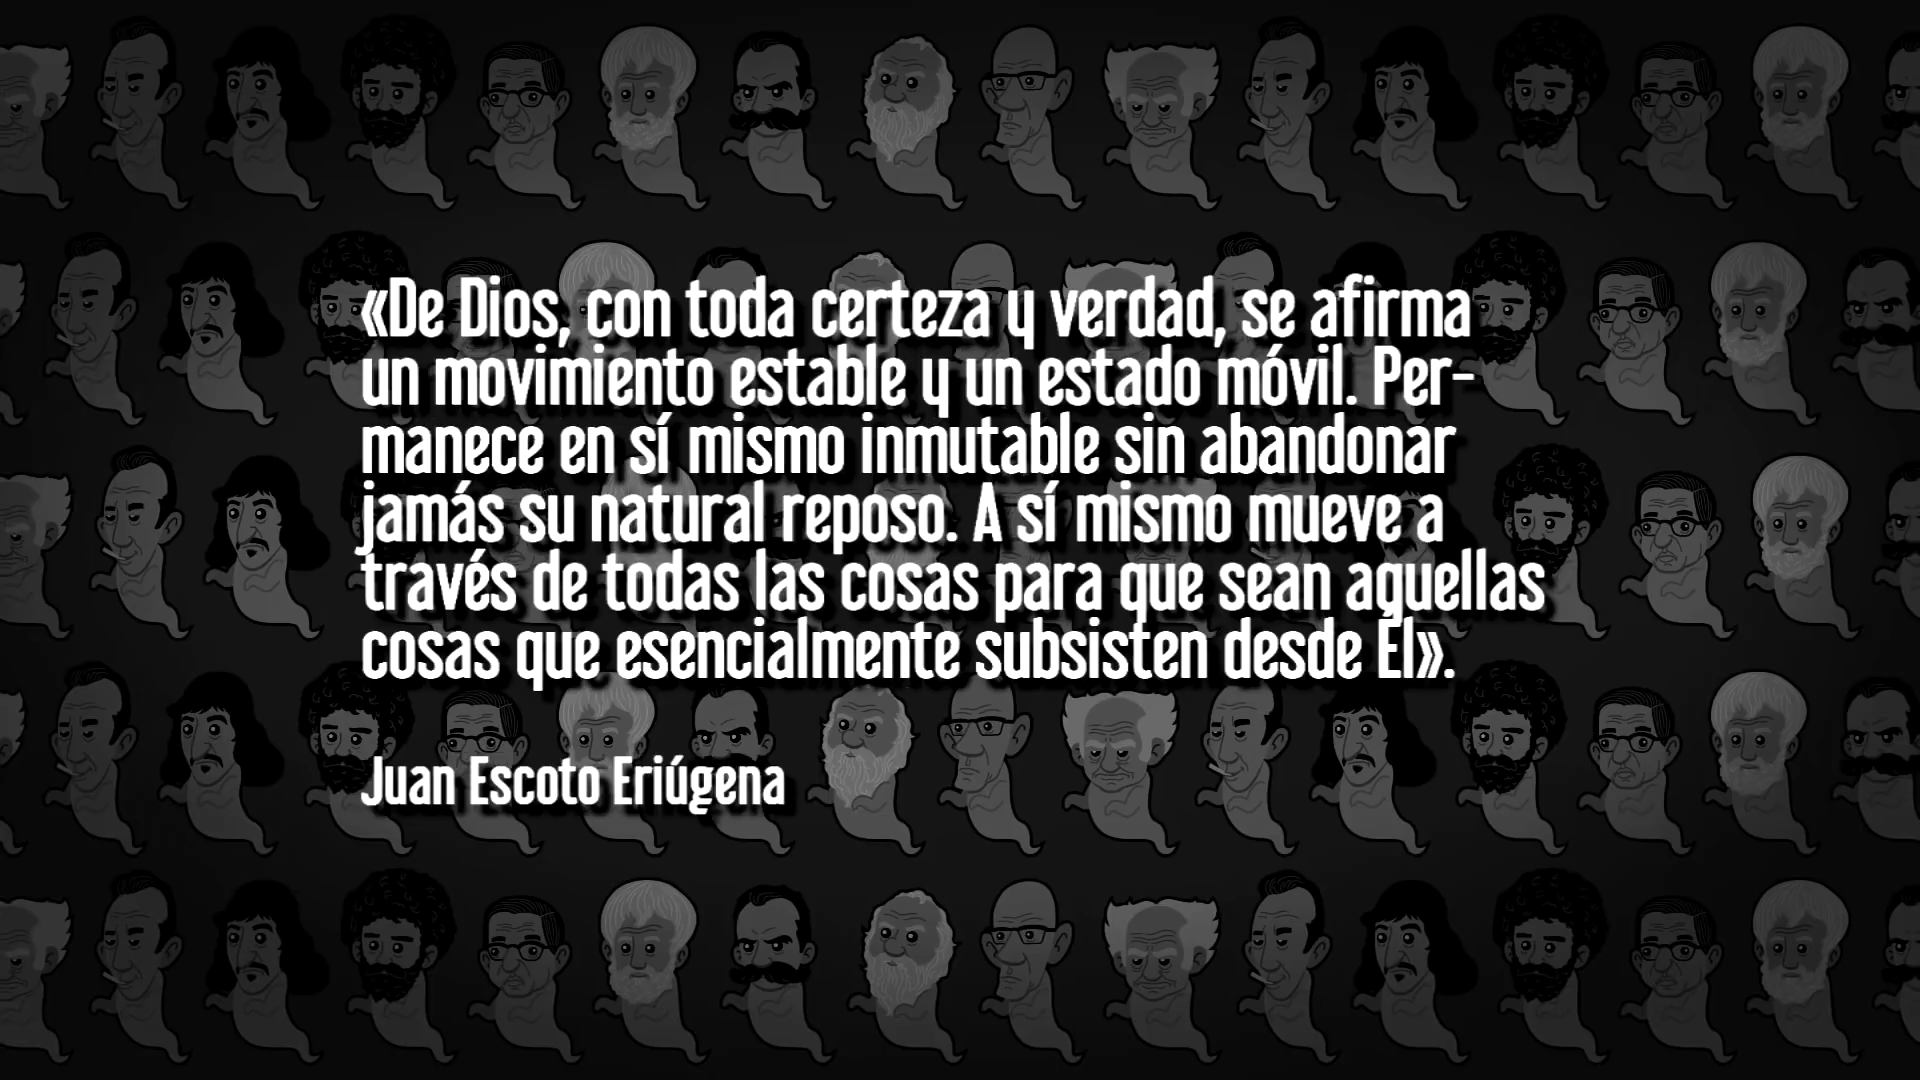 «De Dios, con toda certeza y verdad, se afirma
un movimiento estable y un estado móvil. Per-
manece en sí mismo inmutable sin abandonar
jamás su natural reposo. A sí mismo mueve a
través de todas las cosas para que sean aquellas
cosas que esencialmente subsisten desde Él».
Juan Escoto Eriúgena